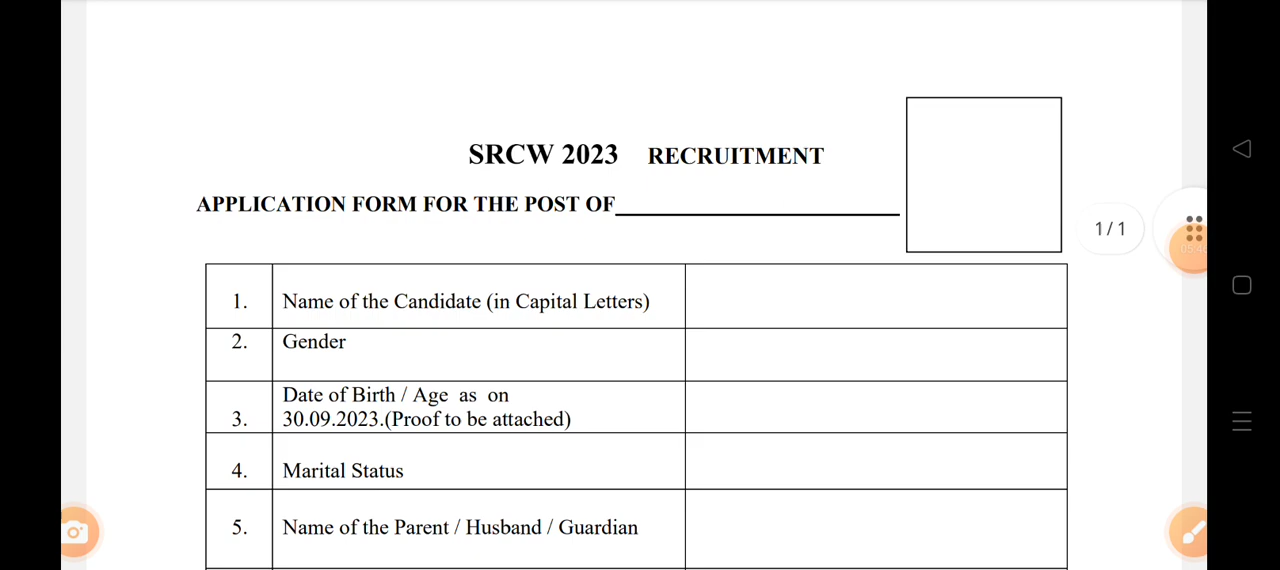 SRCW 2023 RECRUITMENT
APPLICATION FORM FOR THE POST OF
1/1
1. Name of the Candidate (in Capital Letters)
2. Gender
Date of Birth / Age as on
3. 30.09.2023.(Proof to be attached)
4. Marital Status
5. Name of the Parent / Husband / Guardian